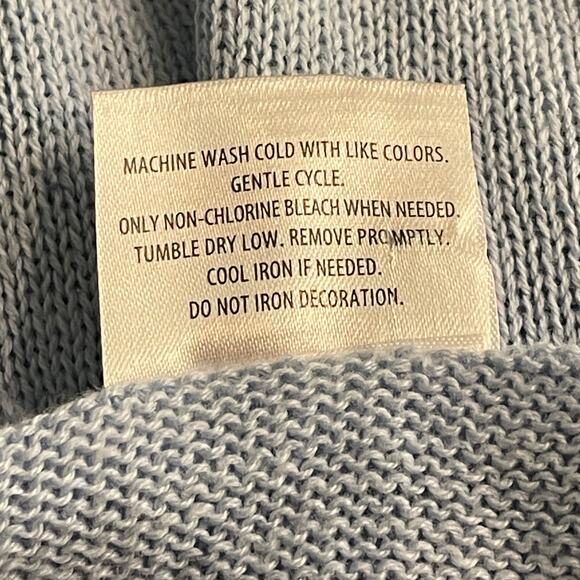 MACHINE WASH COLD WITH LIKE COLORS.
GENTLE CYCLE.
ONLY NON-CHLORINE BLEACH WHEN NEEDED.
TUMBLE DRY LOW. REMOVE PROMPTLY.
COOL IRON IF NEEDED.
DO NOT IRON DECORATION.